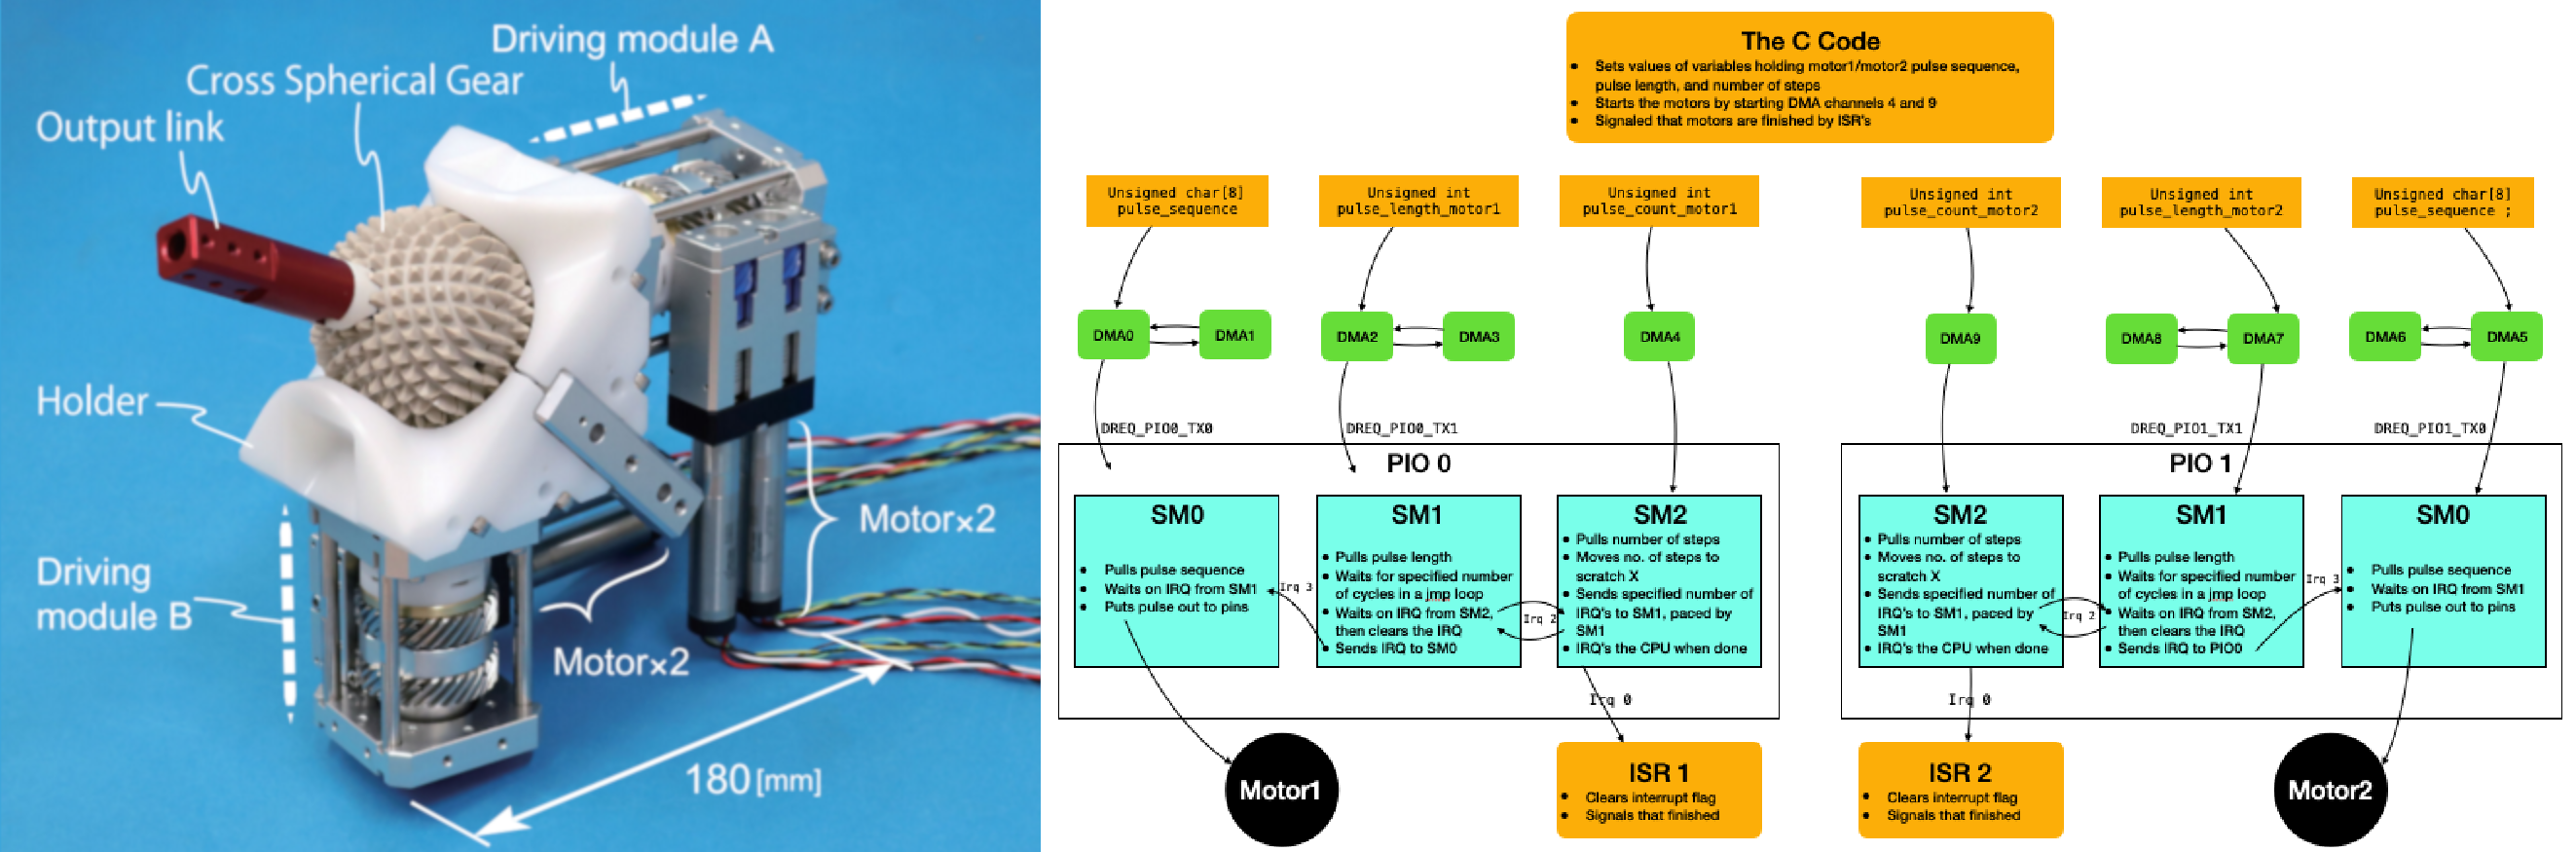 Driving module A
Cross Spherical Gear
Output link
Holder
Motor×2
Driving
module B
Motor×2
180 [mm]
The C Code
• Sets values of variables holding motor1/motor2 pulse sequence,
pulse length, and number of steps
• Starts the motors by starting DMA channels 4 and 9
• Signaled that motors are finished by ISR's
Unsigned char[8]
pulse_sequence
Unsigned int
pulse_length_motor1
Unsigned int
pulse_count_motor1
Unsigned int
pulse_count_motor2
Unsigned int
pulse_length_motor2
Unsigned char[8]
pulse_sequence ;
DMA0
DMA1
DMA2
DMA3
DMA4
DMA9
DMA8
DMA7
DMA6
DMA5
DREQ_PIO0_TX0
DREQ_PIO0_TX1
DREQ_PIO1_TX1
DREQ_PIO1_TX0
PIO 0
SM0
• Pulls pulse sequence
• Waits on IRQ from SM1
• Puts pulse out to pins
Irq 3
SM1
• Pulls pulse length
• Waits for specified number
of cycles in a jmp loop
• Waits on IRQ from SM2,
then clears the IRQ
• Sends IRQ to SM0
Irq 2
SM2
• Pulls number of steps
• Moves no. of steps to
scratch X
• Sends specified number of
IRQ's to SM1, paced by
SM1
• IRQ's the CPU when done
Irq 0
PIO 1
SM2
• Pulls number of steps
• Moves no. of steps to
scratch X
• Sends specified number of
IRQ's to SM1, paced by
SM1
• IRQ's the CPU when done
Irq 2
SM1
• Pulls pulse length
• Waits for specified number
of cycles in a jmp loop
• Waits on IRQ from SM2,
then clears the IRQ
• Sends IRQ to PIO0
Irq 3
SM0
• Pulls pulse sequence
• Waits on IRQ from SM1
• Puts pulse out to pins
Irq 0
Motor1
ISR 1
• Clears interrupt flag
• Signals that finished
ISR 2
• Clears interrupt flag
• Signals that finished
Motor2